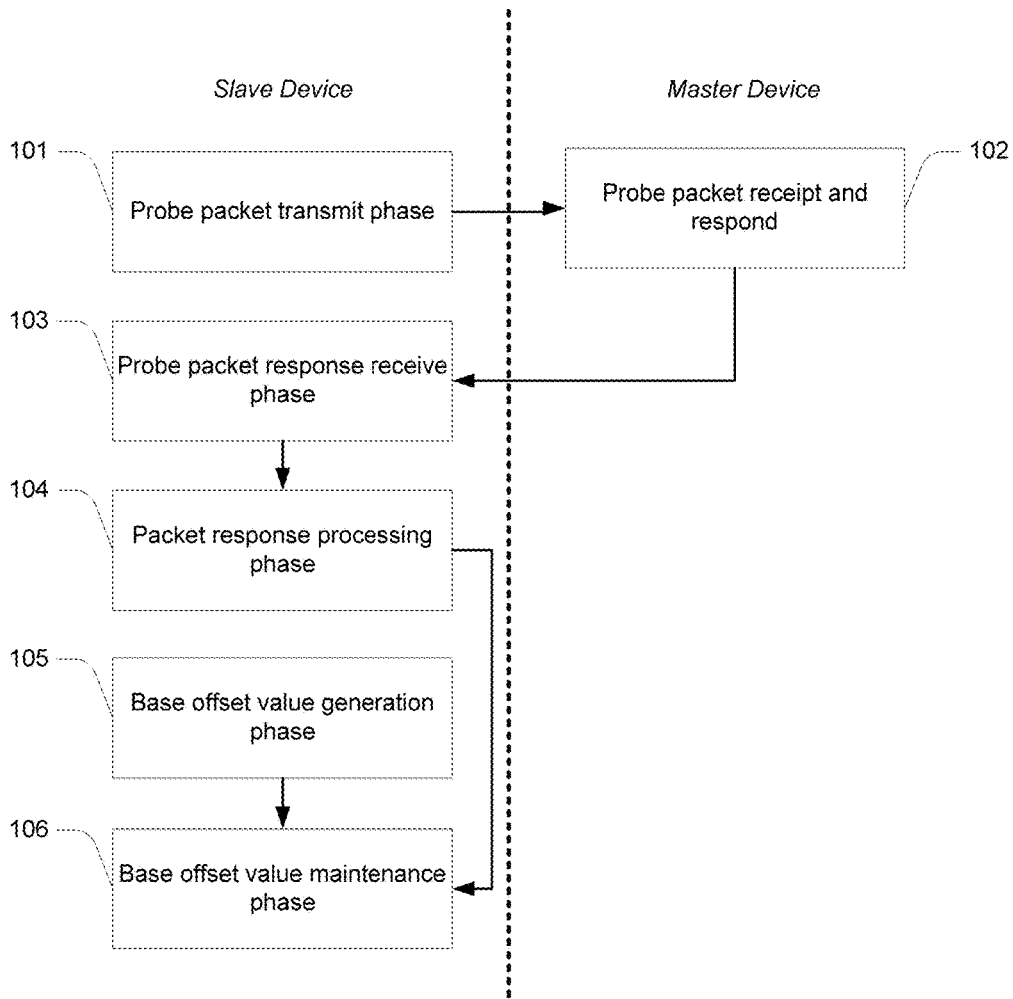 Slave Device
Master Device
101
Probe packet transmit phase
102
Probe packet receipt and
respond
103
Probe packet response receive
phase
104
Packet response processing
phase
105
Base offset value generation
phase
106
Base offset value maintenance
phase